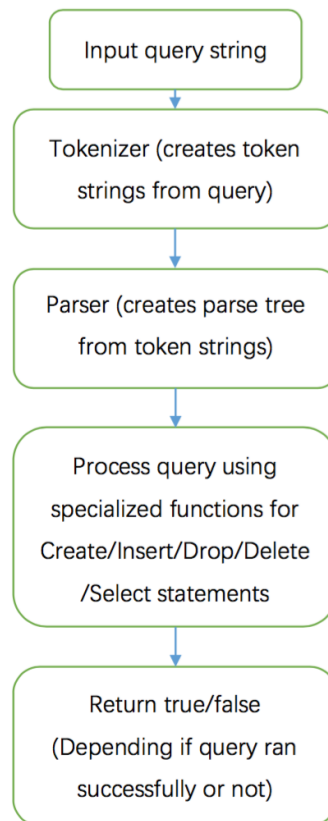 Input query string
Tokenizer (creates token
strings from query)
Parser (creates parse tree
from token strings)
Process query using
specialized functions for
Create/Insert/Drop/Delete
/Select statements
Return true/false
(Depending if query ran
successfully or not)